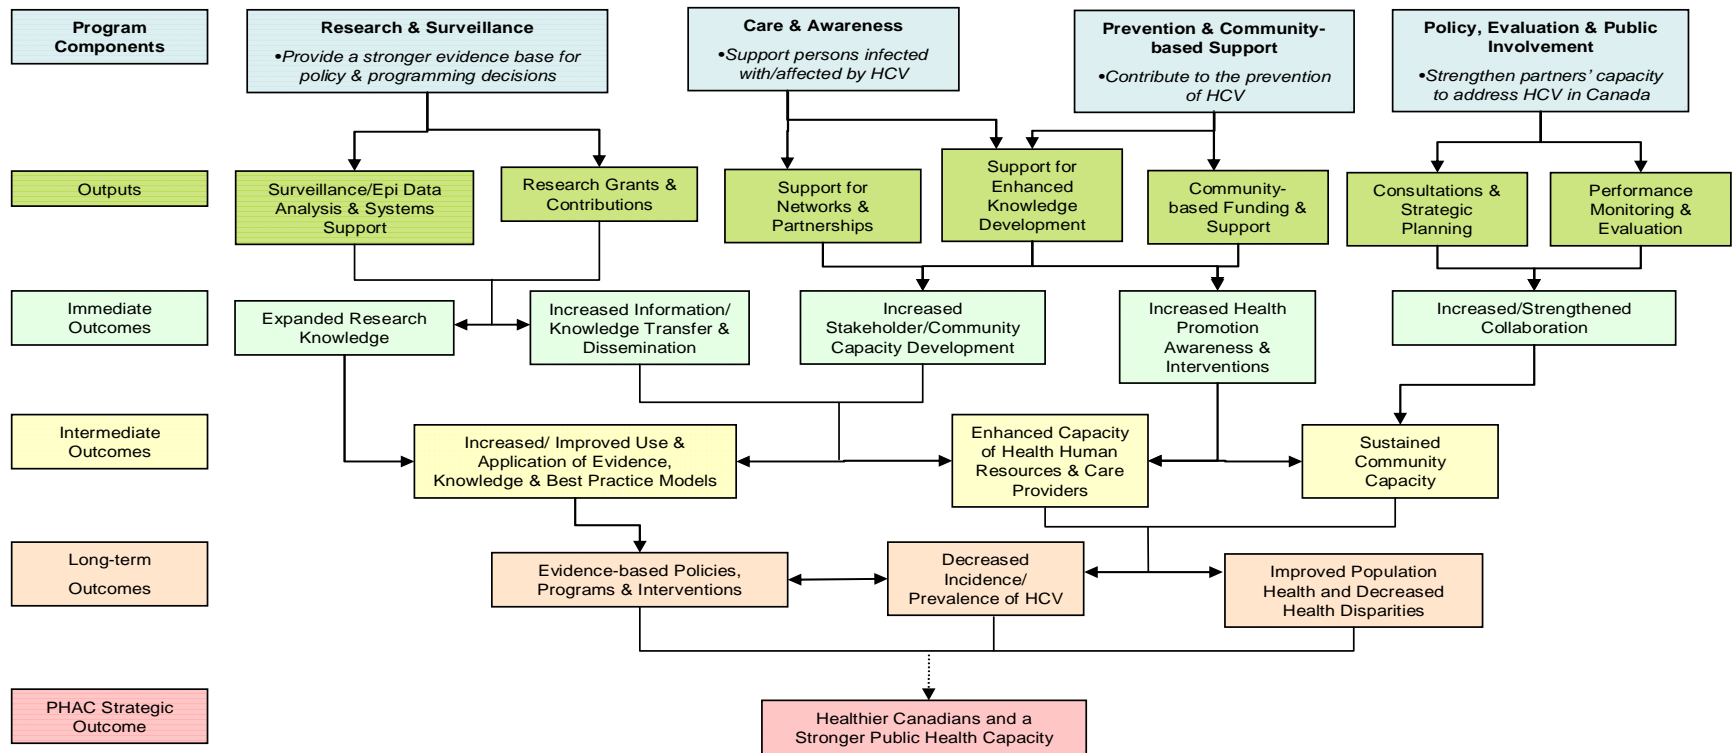 Program
Components
Research & Surveillance
•Provide a stronger evidence base for
policy & programming decisions
Care & Awareness
•Support persons infected
with/affected by HCV
Prevention & Community-
based Support
•Contribute to the prevention
of HCV
Policy, Evaluation & Public
Involvement
•Strengthen partners’ capacity
to address HCV in Canada
Outputs
Surveillance/Epi Data
Analysis & Systems
Support
Research Grants &
Contributions
Support for
Networks &
Partnerships
Support for
Enhanced
Knowledge
Development
Community-
based Funding &
Support
Consultations &
Strategic
Planning
Performance
Monitoring &
Evaluation
Immediate
Outcomes
Expanded Research
Knowledge
Increased Information/
Knowledge Transfer &
Dissemination
Increased
Stakeholder/Community
Capacity Development
Increased Health
Promotion
Awareness &
Interventions
Increased/Strengthened
Collaboration
Intermediate
Outcomes
Increased/ Improved Use &
Application of Evidence,
Knowledge & Best Practice Models
Enhanced Capacity
of Health Human
Resources & Care
Providers
Sustained
Community
Capacity
Long-term
Outcomes
Evidence-based Policies,
Programs & Interventions
Decreased
Incidence/
Prevalence of HCV
Improved Population
Health and Decreased
Health Disparities
PHAC Strategic
Outcome
Healthier Canadians and a
Stronger Public Health Capacity